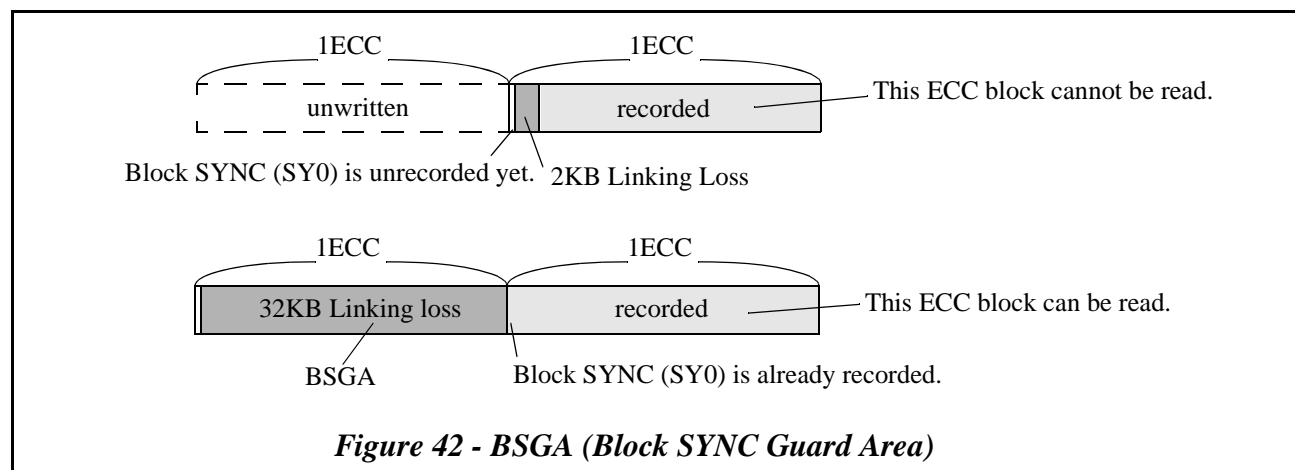 1ECC 1ECC
unwritten recorded This ECC block cannot be read.
Block SYNC (SY0) is unrecorded yet. 2KB Linking Loss
1ECC 1ECC
32KB Linking loss recorded This ECC block can be read.
BSGA Block SYNC (SY0) is already recorded.
Figure 42 - BSGA (Block SYNC Guard Area)